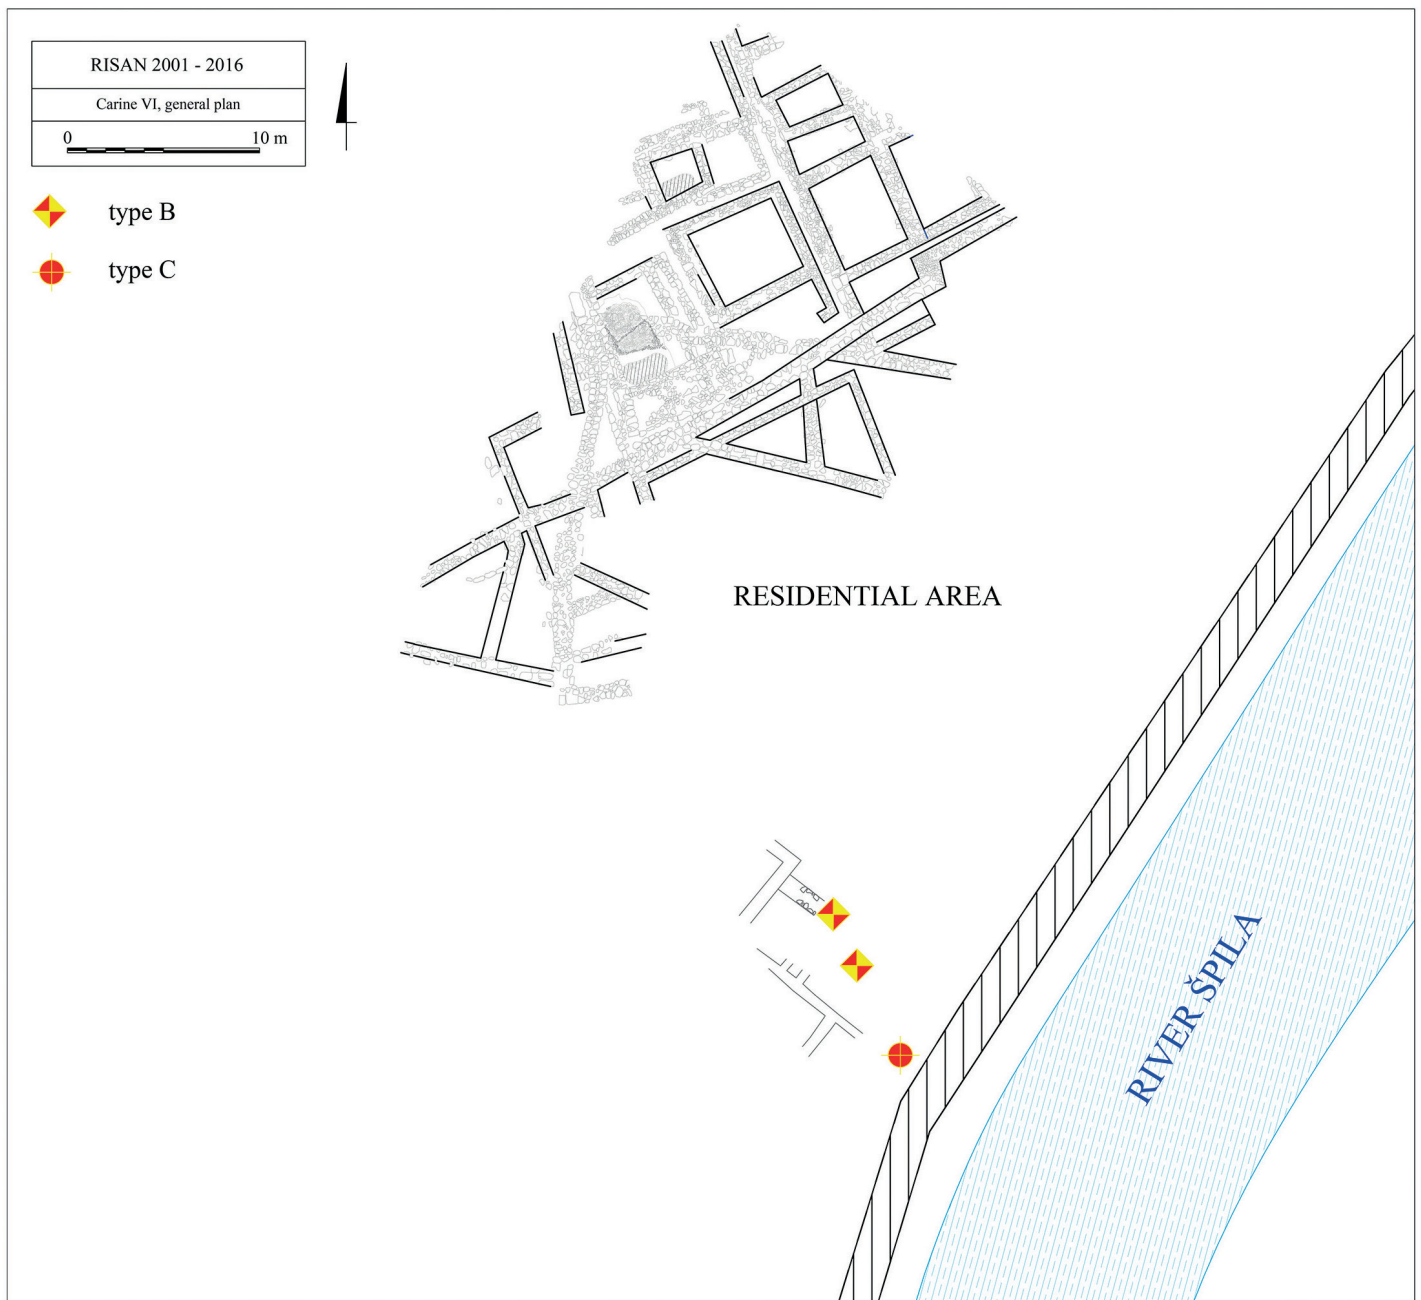 RISAN 2001 - 2016
Carine VI, general plan
0 10 m
type B
type C
RESIDENTIAL AREA
RIVER ŠPILA